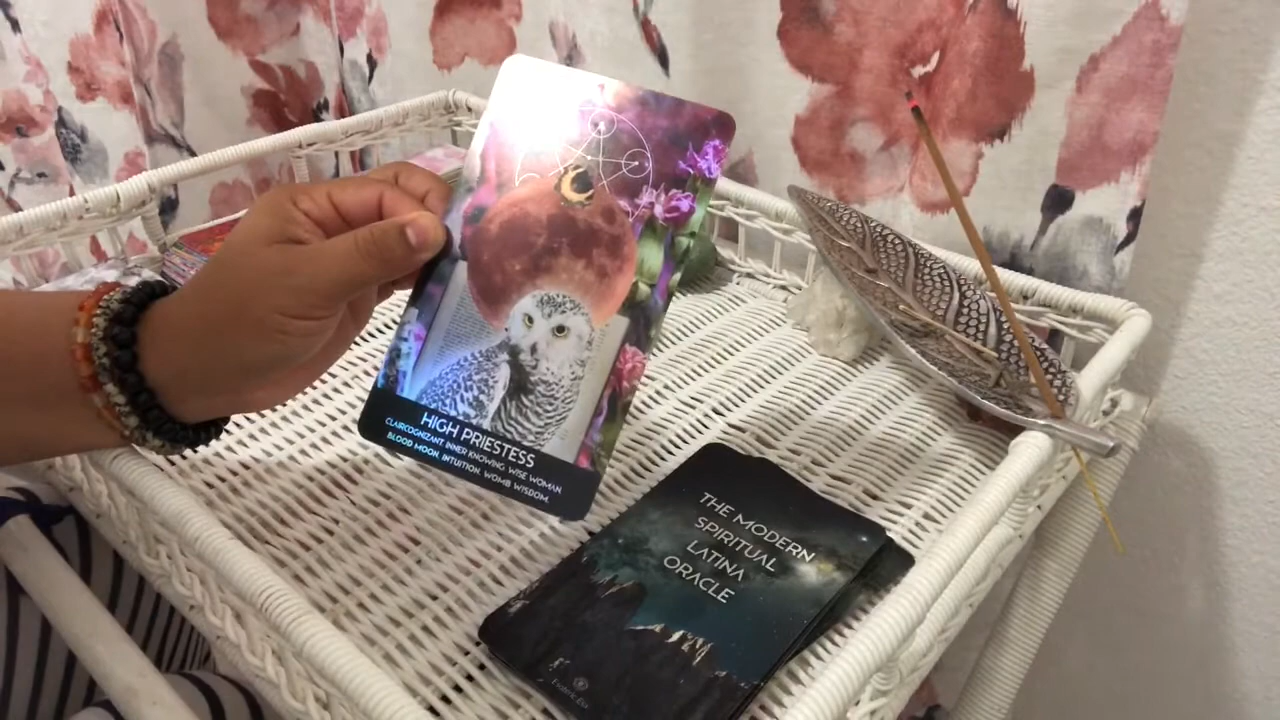 HIGH PRIESTESS
CLAIRCOGNIZANT INNER KNOWING, WISE WOMAN,
BLOOD MOON, INTUITION, WOMB WISDOM.
THE MODERN
SPIRITUAL
LATINA
ORACLE